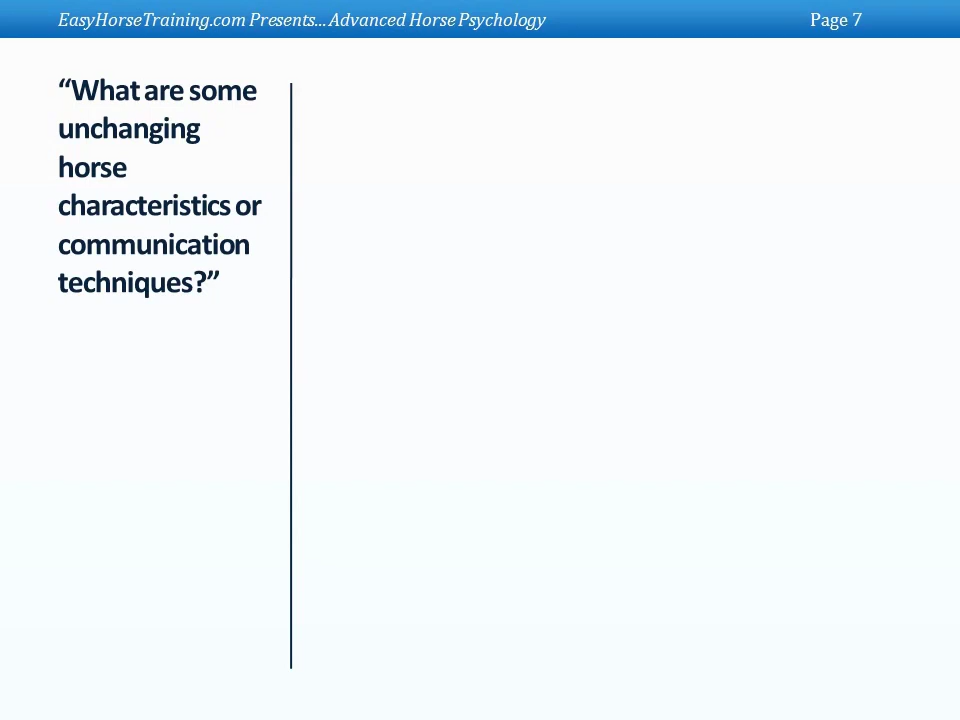 EasyHorseTraining.com Presents... Advanced Horse Psychology
Page 7
“What are some
unchanging
horse
characteristics or
communication
techniques?”